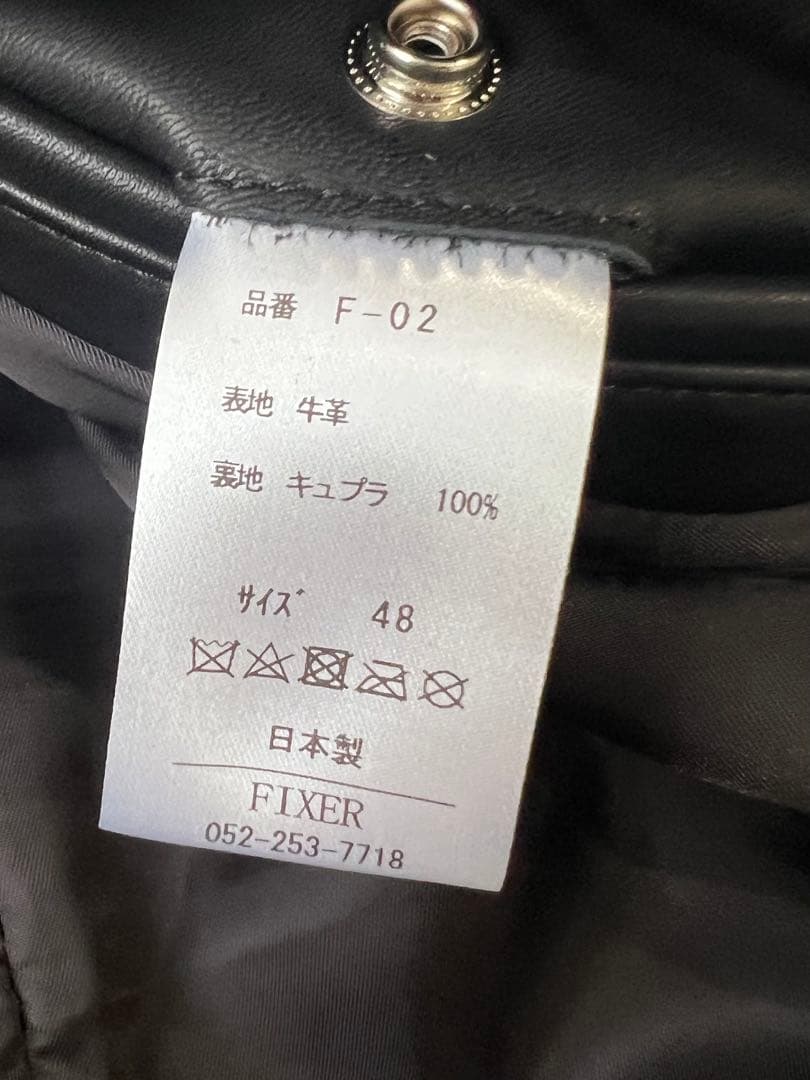 品番 F-02
表地 牛革
裏地 キュプラ 100%
ｻｲｽﾞ 48
日本製
FIXER
052-253-7718